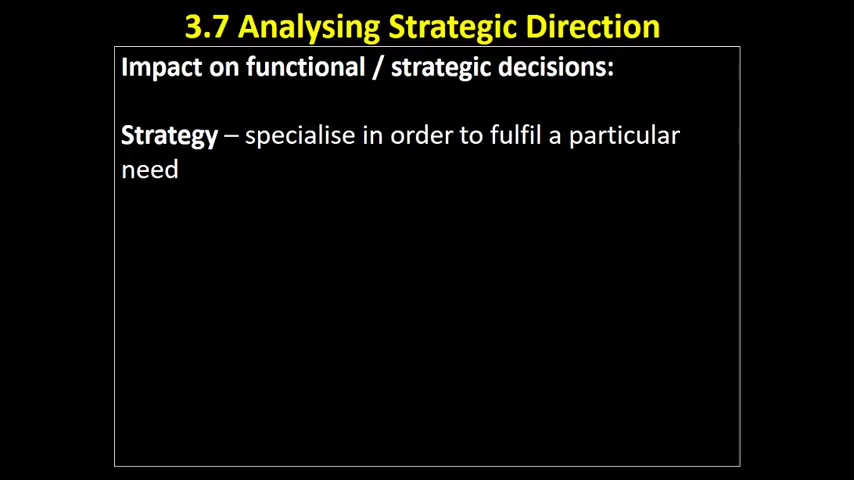 3.7 Analysing Strategic Direction
Impact on functional / strategic decisions:
Strategy – specialise in order to fulfil a particular
need